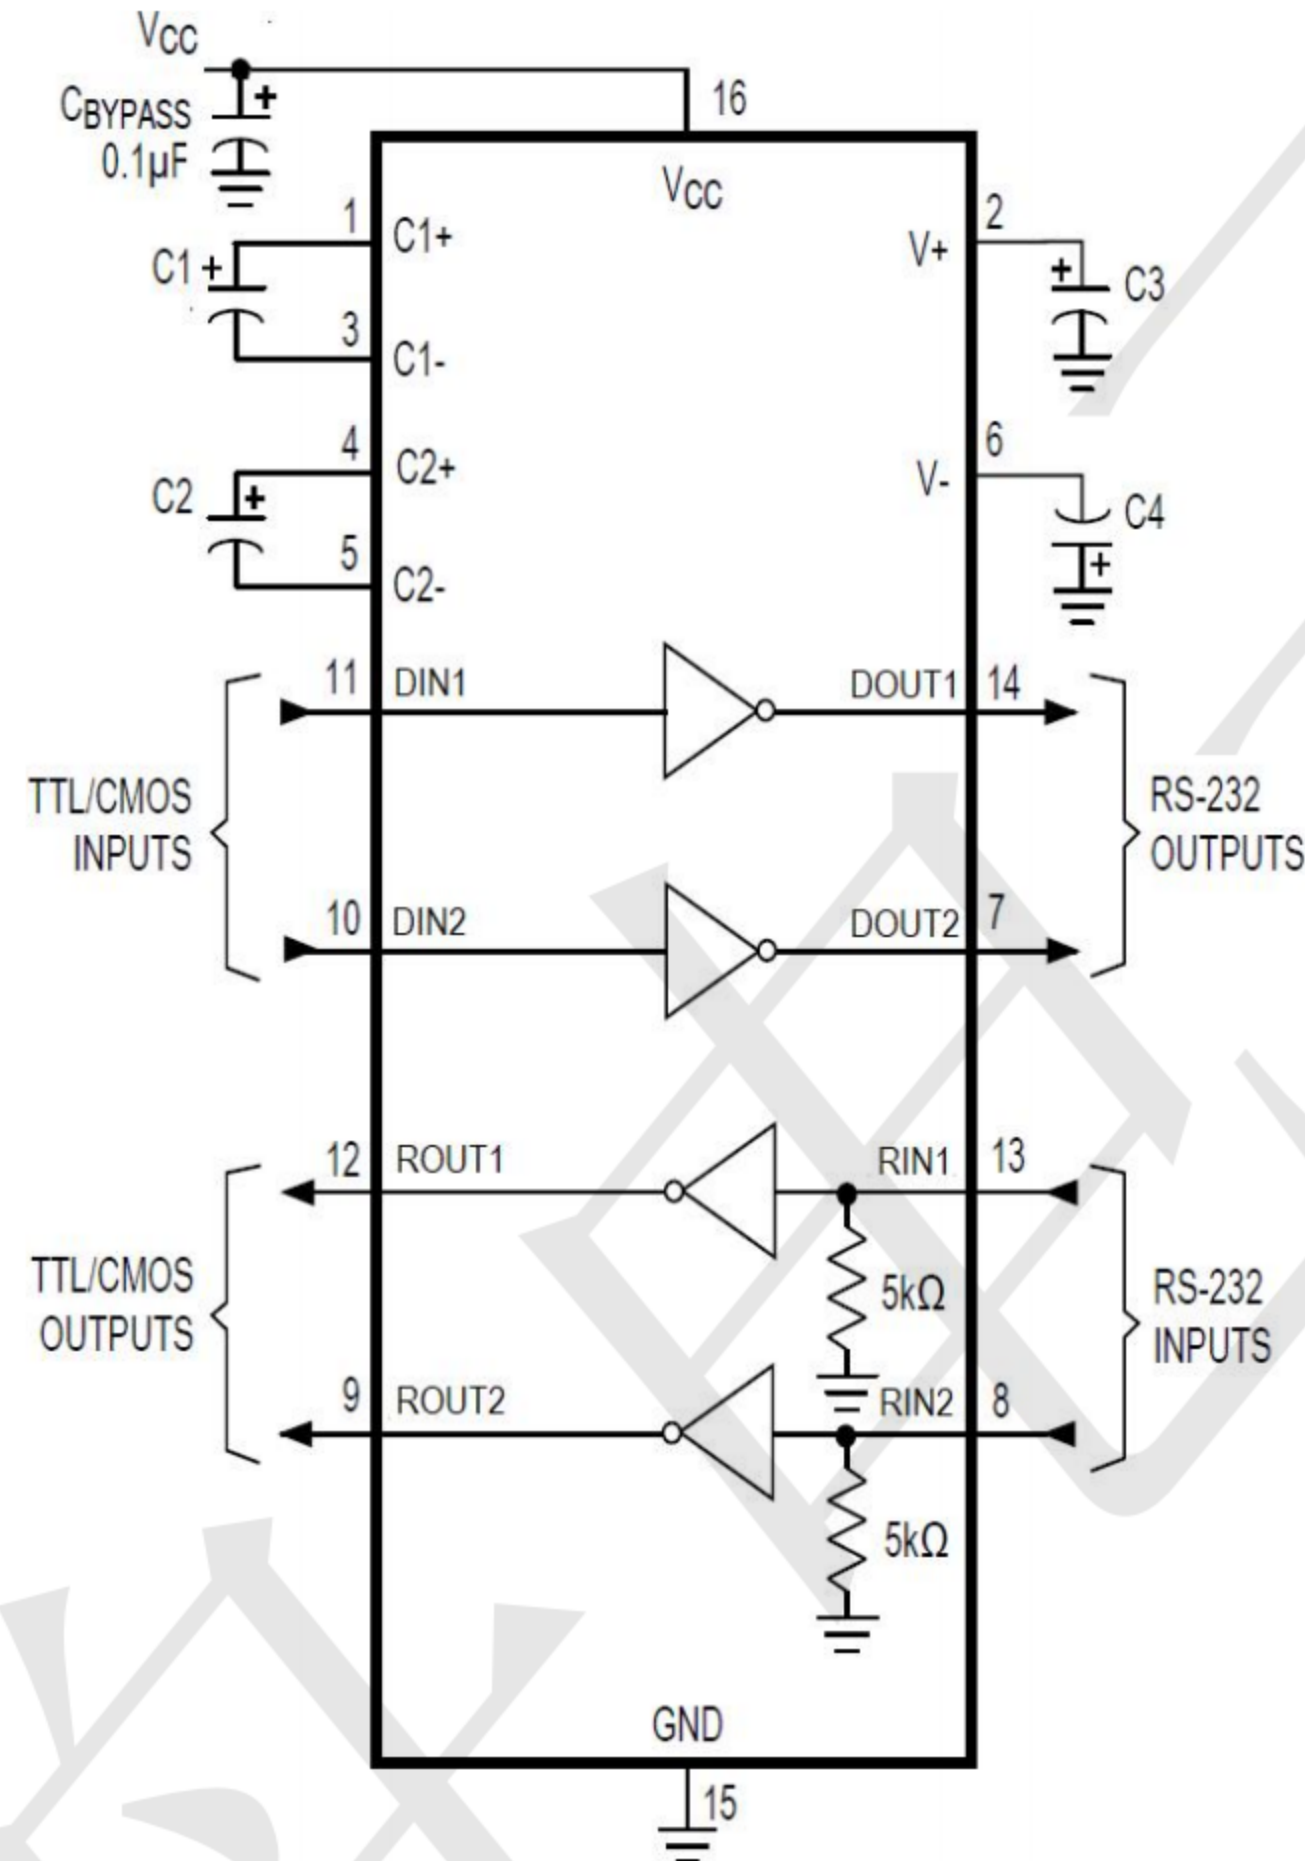 VCC
CBYPASS
0.1µF
16
VCC
1
C1+
C1
+
3
C1-
4
C2+
C2
+
5
C2-
2
V+
+
C3
6
V-
C4
+
+
11
DIN1
DOUT1
14
TTL/CMOS
INPUTS
RS-232
OUTPUTS
10
DIN2
DOUT2
7
12
ROUT1
RIN1
13
5kΩ
TTL/CMOS
OUTPUTS
RS-232
INPUTS
9
ROUT2
RIN2
8
5kΩ
GND
15